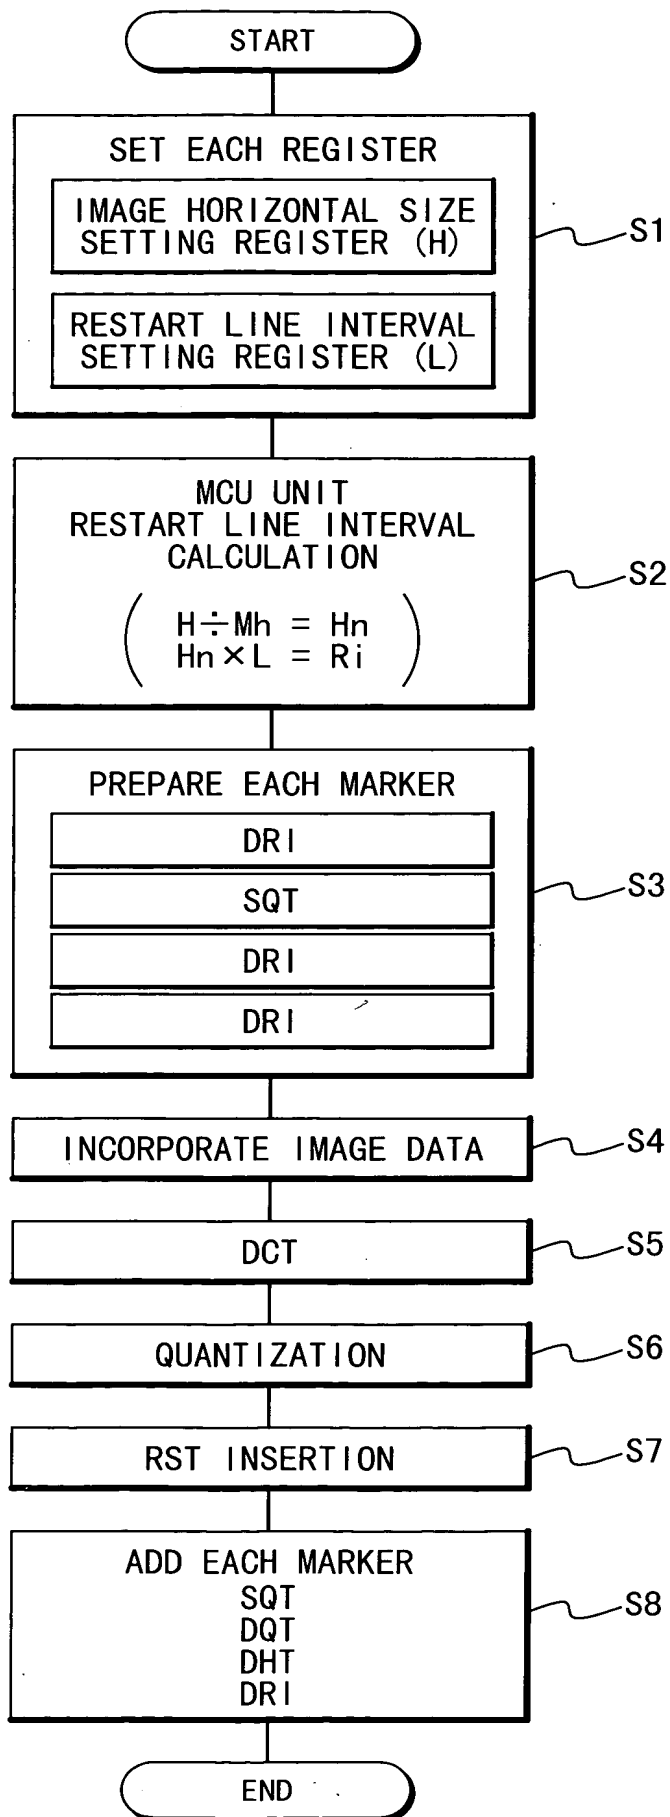 START
SET EACH REGISTER
IMAGE HORIZONTAL SIZE
SETTING REGISTER (H)
S1
RESTART LINE INTERVAL
SETTING REGISTER (L)
MCU UNIT
RESTART LINE INTERVAL
CALCULATION
S2
H÷Mh = Hn
Hn×L = Ri
PREPARE EACH MARKER
DRI
SQT
S3
DRI
DRI
INCORPORATE IMAGE DATA
S4
DCT
S5
QUANTIZATION
S6
RST INSERTION
S7
ADD EACH MARKER
SQT
S8
DQT
DHT
DRI
END